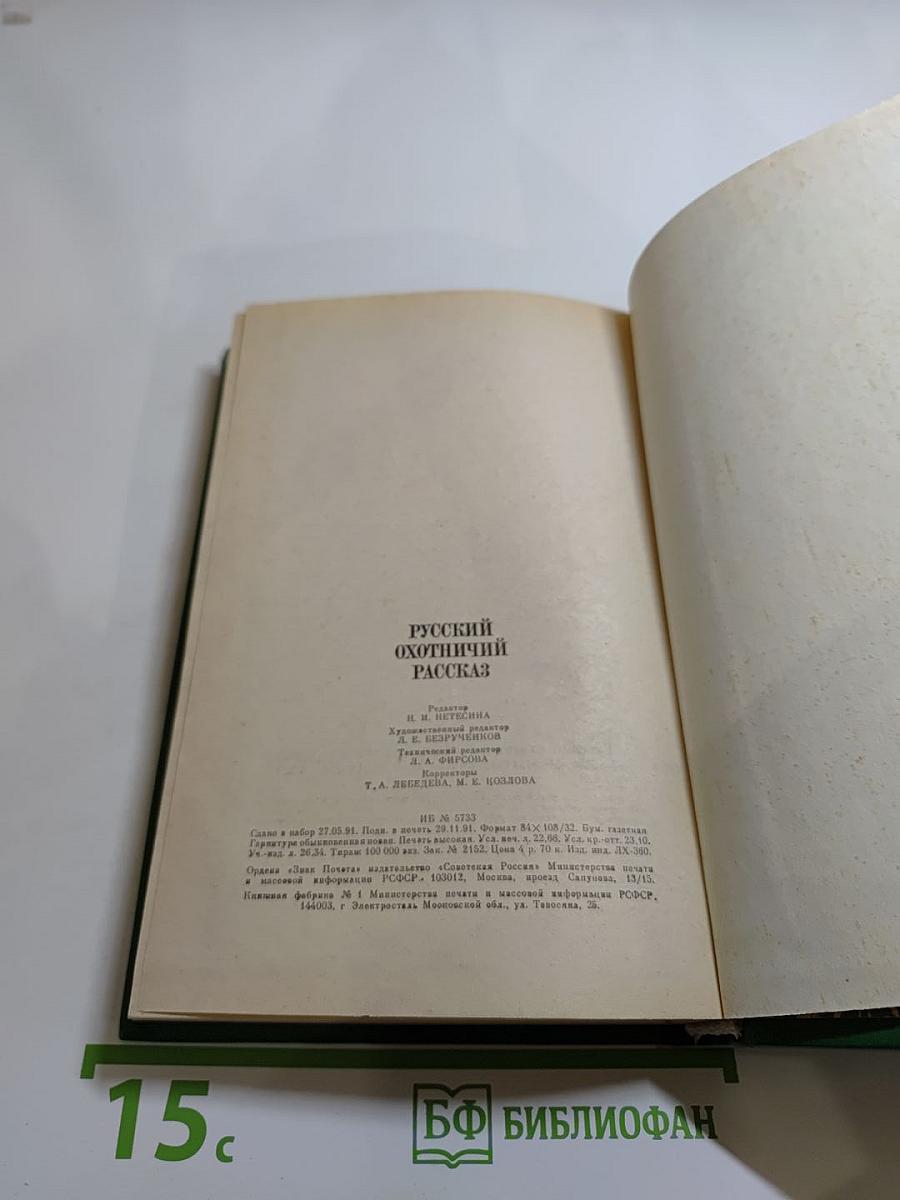 РУССКИЙ
ОХОТНИЧИЙ
РАССКАЗ
Редактор
Н. И. НЕТЕСИНА
Художественный редактор
Л. Е. БЕЗРУЧЕНКОВ
Технический редактор
Л. А. ФИРСОВА
Корректоры
Т. А. ЛЕБЕДЕВА, М. Е. КОЗЛОВА
ИБ № 5733
Сдано в набор 27.05.91. Подп. в печать 29.11.91. Формат 84×108/32. Бум. газетная
Гарнитура обыкновенная новая. Печать высокая. Усл. печ. л. 22,68. Усл. кр.-отт. 23,10.
Уч.-изд. л. 26,34. Тираж 100 000 экз. Зак. № 2152. Цена 4 р. 70 к. Изд. инд. ЛХ-360.
Ордена «Знак Почета» издательство «Советская Россия» Министерства печати
и массовой информации РСФСР. 103012, Москва, проезд Сапунова, 13/15.
Книжная фабрика № 1 Министерства печати и массовой информации РСФСР,
144003, г Электросталь Московской обл., ул. Тевосяна, 25.
15 с
БФ БИБЛИОФАН